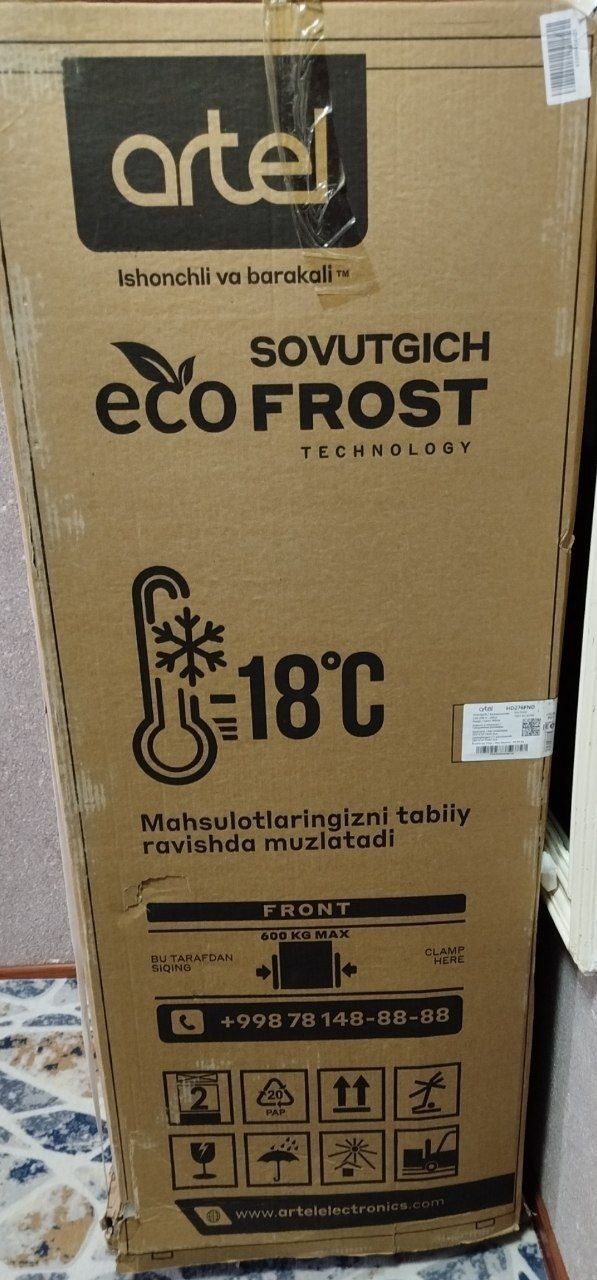 artel
Ishonchli va barakali™
SOVUTGICH
eco FROST
TECHNOLOGY
-18°C
artel HD276FND
Mahsulotlaringizni tabiiy
ravishda muzlatadi
FRONT
600 KG MAX
BU TARAFDAN
SIQING
CLAMP
HERE
+998 78 148-88-88
2
20
PAP
www.artelelectronics.com